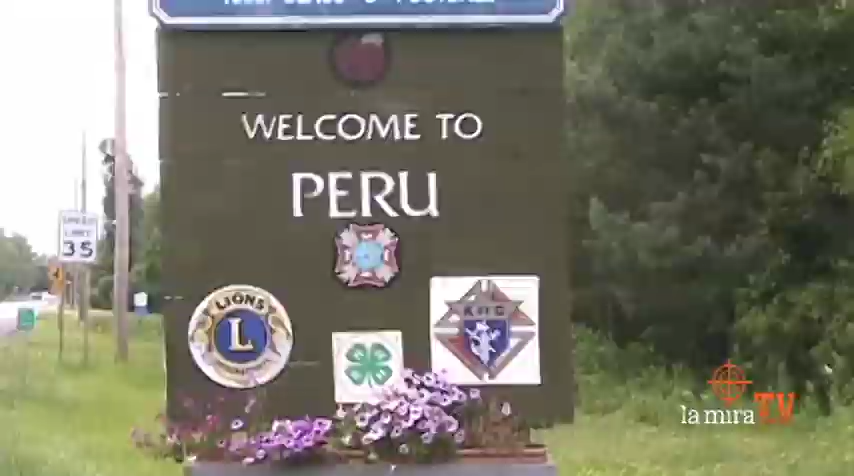 WELCOME TO
PERU
SPEED
LIMIT
35
LIONS
L
K of C
la mira TV